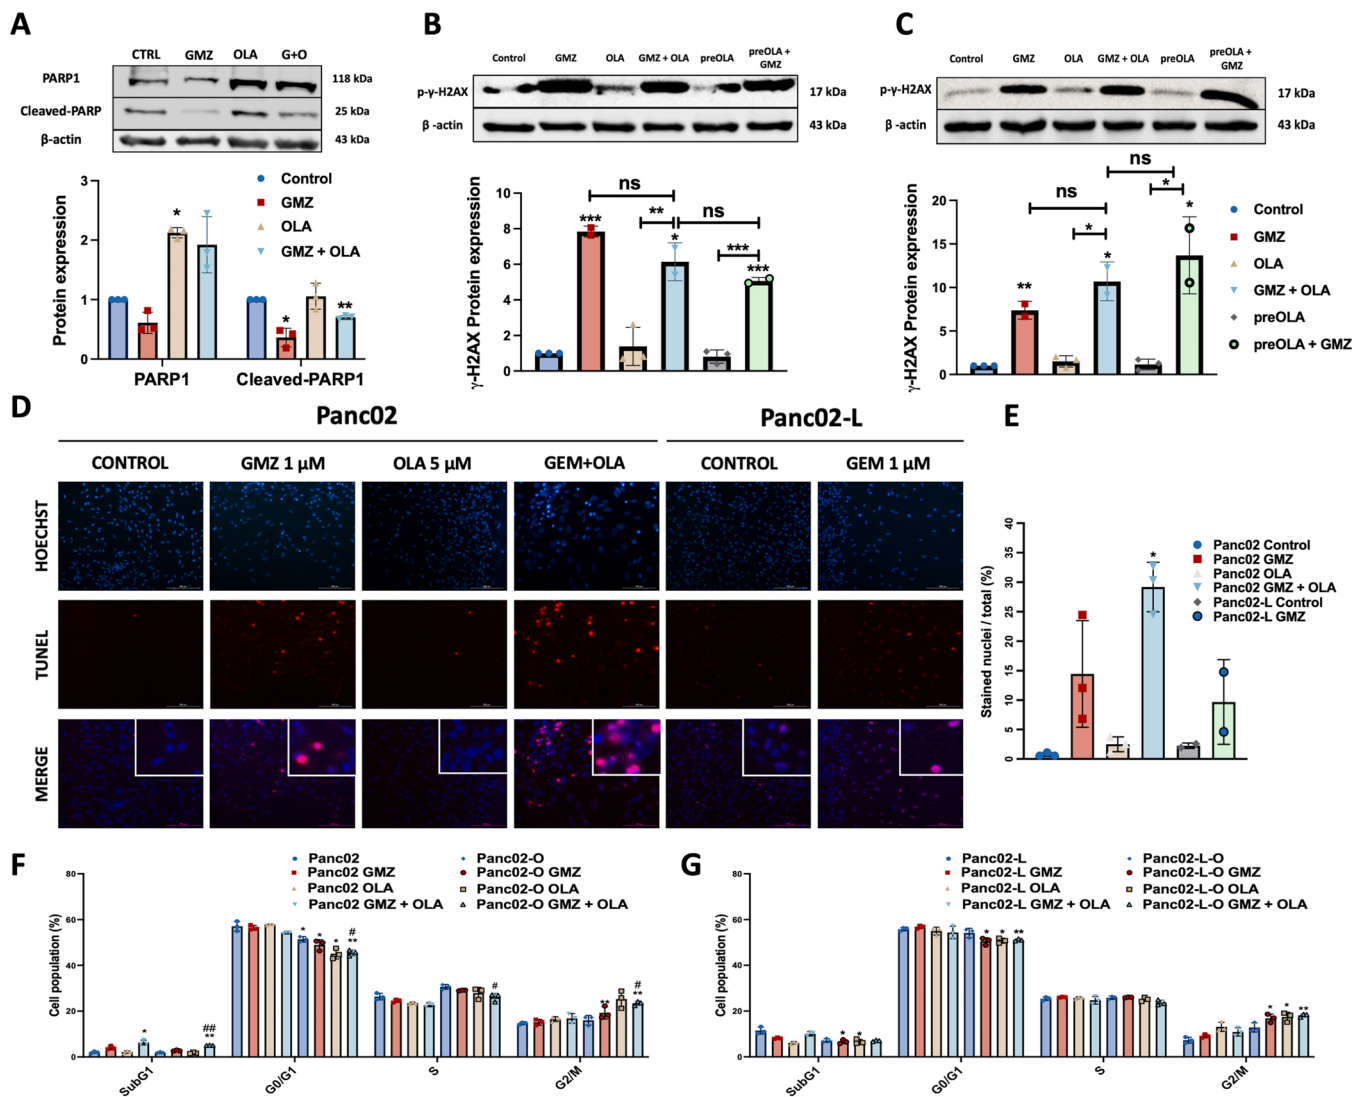 A
CTRL GMZ OLA G+O
PARP1 118 kDa
Cleaved-PARP 25 kDa
β-actin 43 kDa
Protein expression
3
2
1
0
Control
GMZ
OLA
GMZ + OLA
*
*
**
PARP1 Cleaved-PARP1
B
Control GMZ OLA GMZ + OLA preOLA preOLA + GMZ
p-γ-H2AX 17 kDa
β -actin 43 kDa
γ-H2AX Protein expression
10
8
6
4
2
0
ns
** ns
*** * *** ***
C
Control GMZ OLA GMZ + OLA preOLA preOLA + GMZ
p-γ-H2AX 17 kDa
β -actin 43 kDa
γ-H2AX Protein expression
20
15
10
5
0
ns
ns *
* *
** *
Control
GMZ
OLA
GMZ + OLA
preOLA
preOLA + GMZ
D
Panc02 Panc02-L
CONTROL GMZ 1 µM OLA 5 µM GEM+OLA CONTROL GEM 1 µM
HOECHST
TUNEL
MERGE
E
Stained nuclei / total (%)
40
35
30
25
20
15
10
5
0
*
Panc02 Control
Panc02 GMZ
Panc02 OLA
Panc02 GMZ + OLA
Panc02-L Control
Panc02-L GMZ
F
Panc02 Panc02-O
Panc02 GMZ Panc02-O GMZ
Panc02 OLA Panc02-O OLA
Panc02 GMZ + OLA Panc02-O GMZ + OLA
Cell population (%)
80
60
40
20
0
* ## **
* * * # **
#
** # **
SubG1 G0/G1 S G2/M
G
Panc02-L Panc02-L-O
Panc02-L GMZ Panc02-L-O GMZ
Panc02-L OLA Panc02-L-O OLA
Panc02-L GMZ + OLA Panc02-L-O GMZ + OLA
Cell population (%)
80
60
40
20
0
* *
* * **
* * **
SubG1 G0/G1 S G2/M